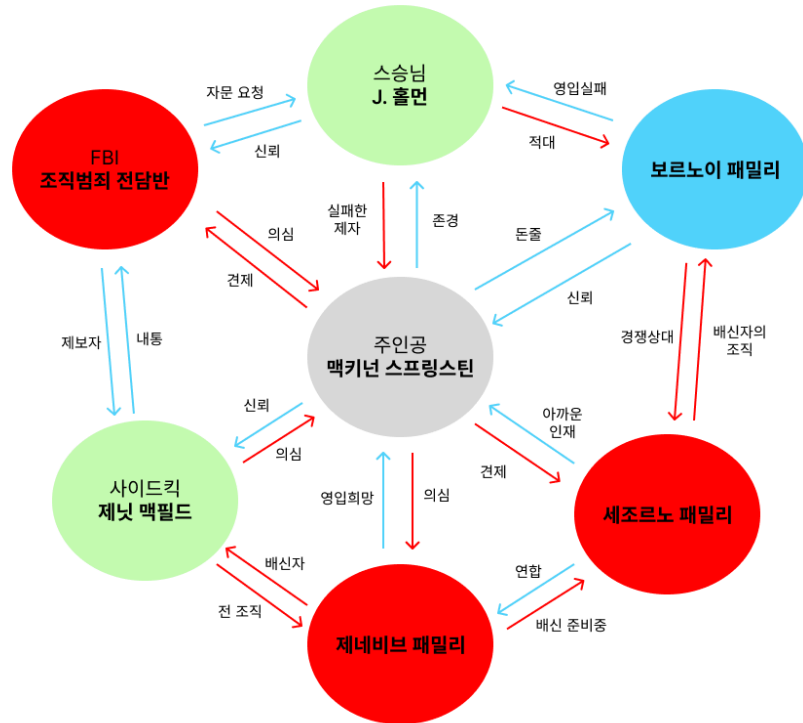 스승님
J. 홀먼
자문 요청
영입실패
신뢰
적대
FBI
조직범죄 전담반
보르노이 패밀리
실패한
제자
존경
의심
돈줄
견제
신뢰
주인공
맥키넌 스프링스틴
제보자
내통
경쟁상대
배신자의
조직
신뢰
의심
아까운
인재
견제
사이드킥
제닛 맥필드
영입희망
의심
세조르노 패밀리
배신자
연합
전 조직
배신 준비중
제네비브 패밀리